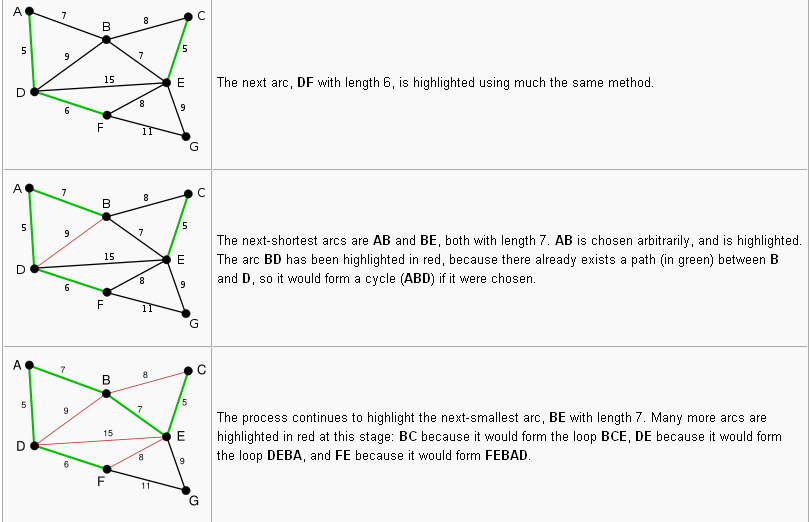 A
7
B
8
C
5
9
7
5
15
E
D
8
9
6
F
11
G
The next arc, DF with length 6, is highlighted using much the same method.
A
7
B
8
C
5
9
7
5
15
E
D
8
9
6
F
11
G
The next-shortest arcs are AB and BE, both with length 7. AB is chosen arbitrarily, and is highlighted.
The arc BD has been highlighted in red, because there already exists a path (in green) between B
and D, so it would form a cycle (ABD) if it were chosen.
A
7
B
8
C
5
9
7
5
15
E
D
8
9
6
F
11
G
The process continues to highlight the next-smallest arc, BE with length 7. Many more arcs are
highlighted in red at this stage: BC because it would form the loop BCE, DE because it would form
the loop DEBA, and FE because it would form FEBAD.